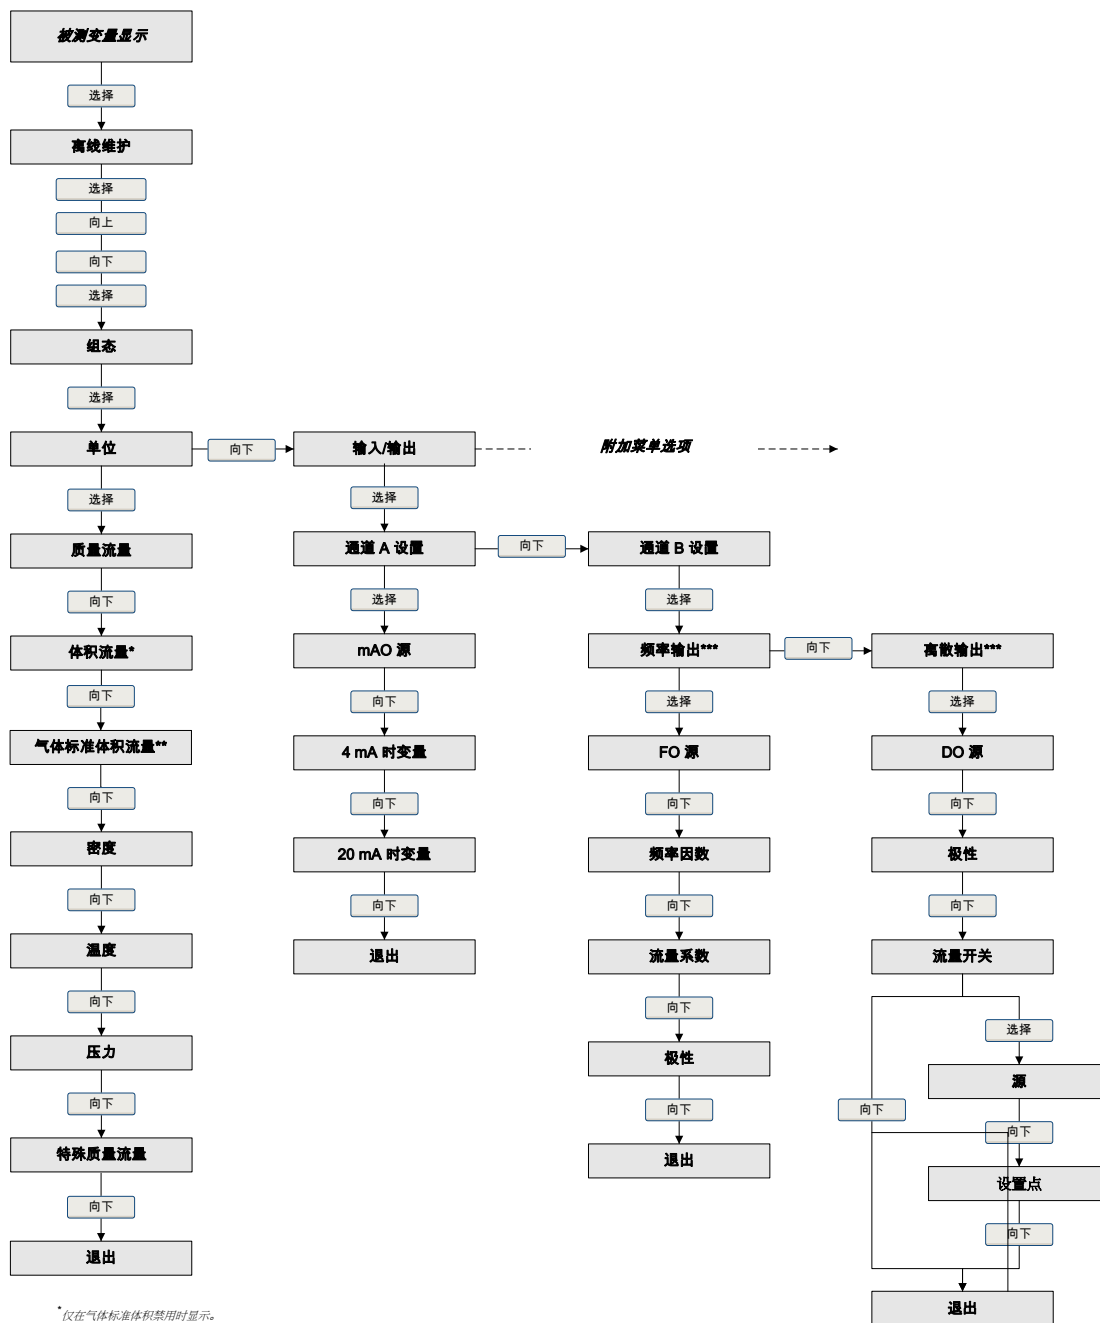 被测变量显示
选择
离线维护
选择
向上
向下
选择
组态
选择
单位
向下
输入/输出
附加菜单选项
选择
质量流量
向下
体积流量*
向下
气体标准体积流量**
向下
密度
向下
温度
向下
压力
向下
特殊质量流量
向下
退出
选择
通道 A 设置
向下
通道 B 设置
选择
mAO 源
向下
4 mA 时变量
向下
20 mA 时变量
向下
退出
选择
频率输出***
向下
离散输出***
选择
FO 源
向下
频率因数
向下
流量系数
向下
极性
向下
退出
选择
DO 源
向下
极性
向下
流量开关
选择
源
向下
向下
设置点
向下
退出
*仅在气体标准体积禁用时显示。